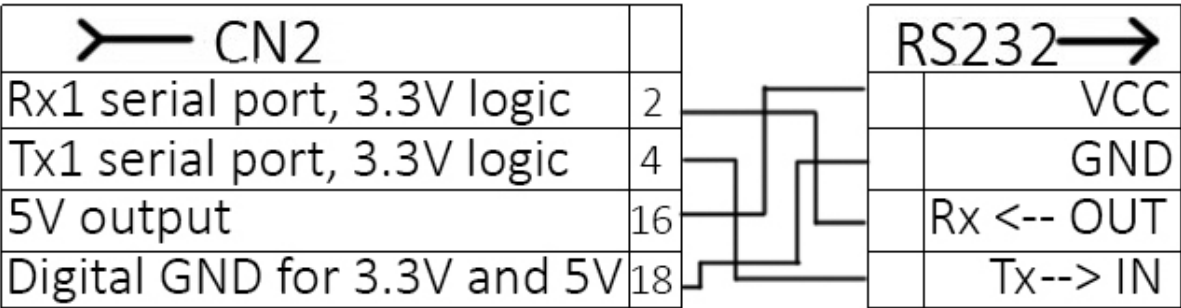 CN2
Rx1 serial port, 3.3V logic 2
Tx1 serial port, 3.3V logic 4
5V output 16
Digital GND for 3.3V and 5V 18
RS232
VCC
GND
Rx <-- OUT
Tx--> IN